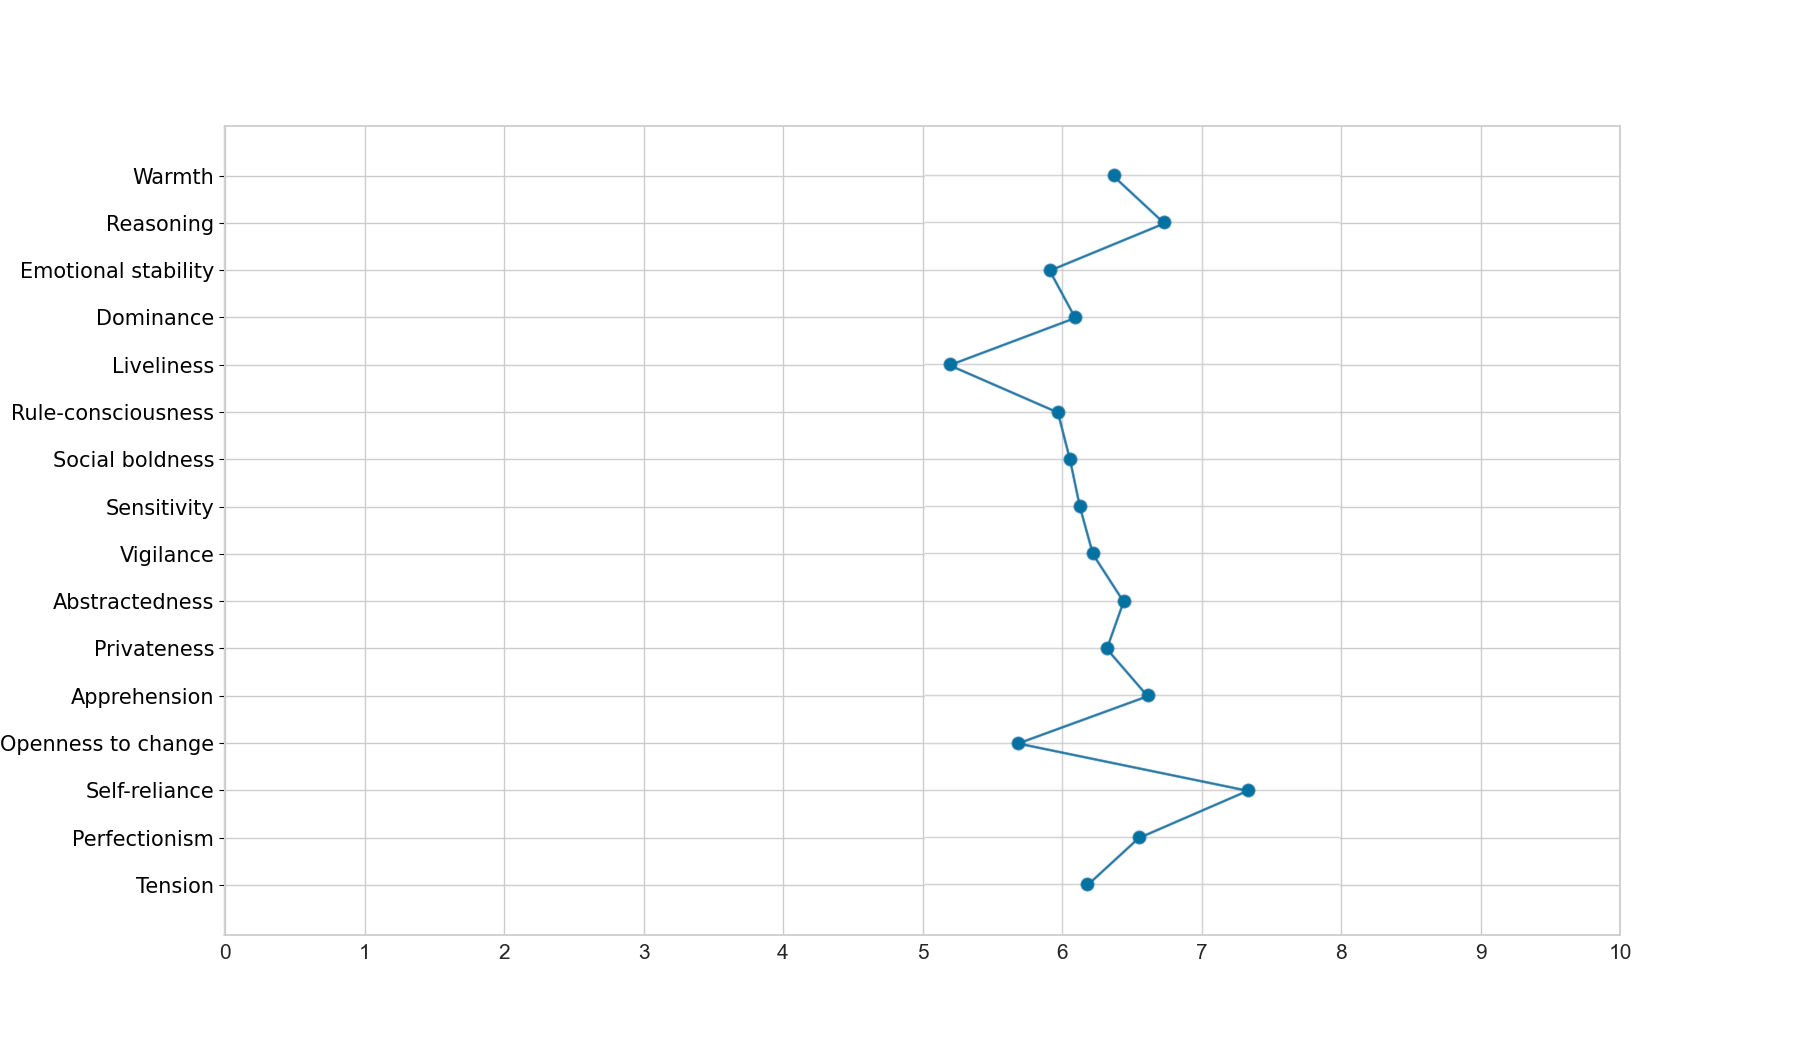 Warmth
Reasoning
Emotional stability
Dominance
Liveliness
Rule-consciousness
Social boldness
Sensitivity
Vigilance
Abstractedness
Privateness
Apprehension
Openness to change
Self-reliance
Perfectionism
Tension
0 1 2 3 4 5 6 7 8 9 10